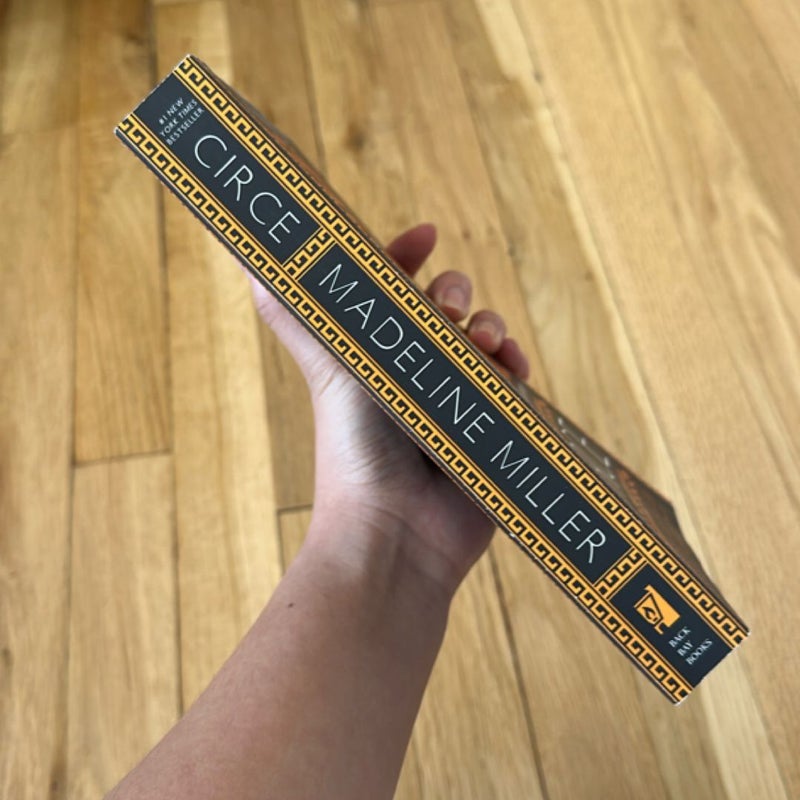 #1 NEW
YORK TIMES
BESTSELLER
CIRCE
MADELINE MILLER
BACK
BAY
BOOKS